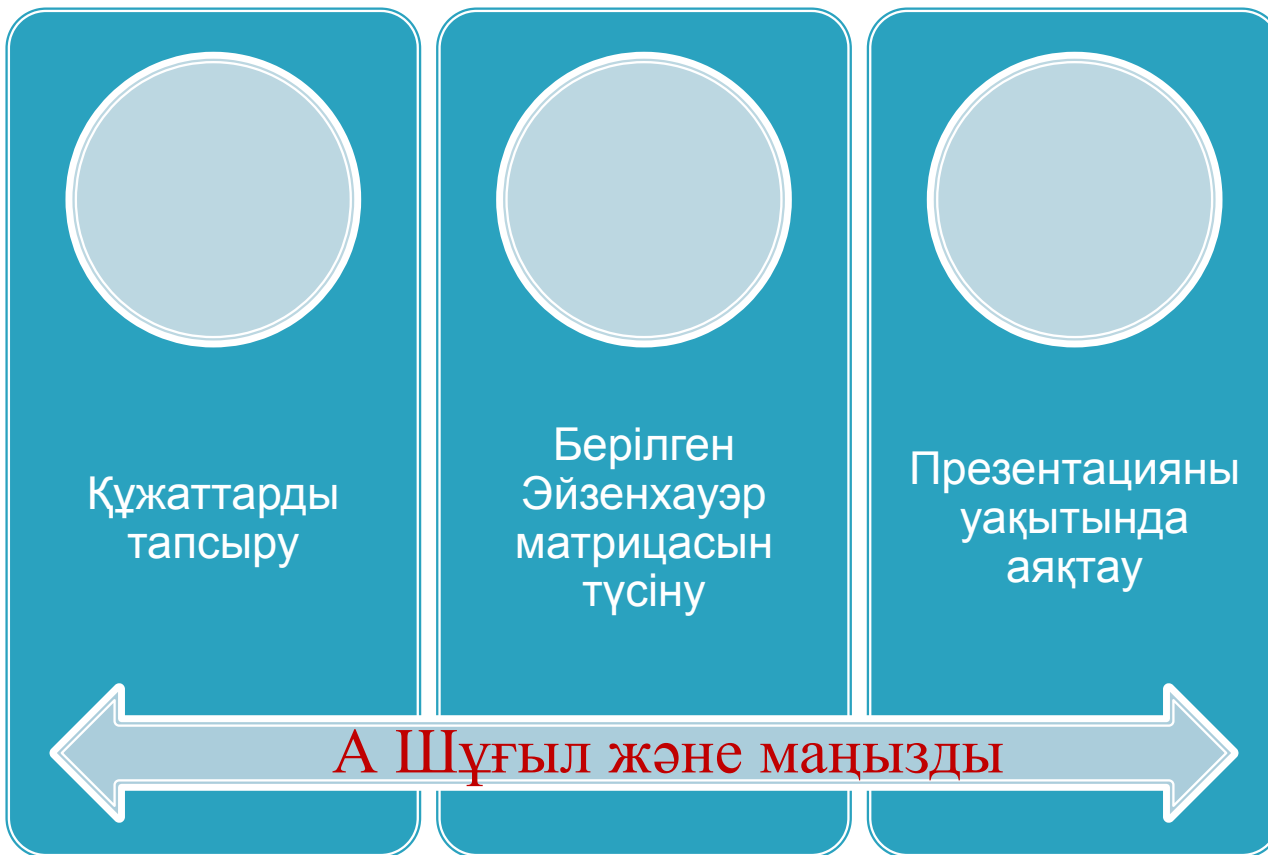 Құжаттарды
тапсыру
Берілген
Эйзенхауэр
матрицасын
түсіну
Презентацияны
уақытында
аяқтау
А Шұғыл және маңызды